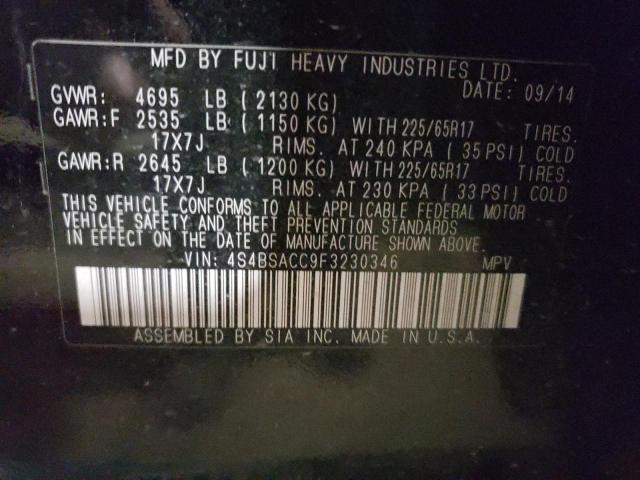 MFD BY FUJI HEAVY INDUSTRIES LTD.
DATE: 09/14
GVWR: 4695 LB (2130 KG)
GAWR:F 2535 LB (1150 KG) WITH 225/65R17 TIRES.
17X7J RIMS. AT 240 KPA (35 PSI) COLD
GAWR:R 2645 LB (1200 KG) WITH 225/65R17 TIRES.
17X7J RIMS. AT 230 KPA (33 PSI) COLD
THIS VEHICLE CONFORMS TO ALL APPLICABLE FEDERAL MOTOR
VEHICLE SAFETY AND THEFT PREVENTION STANDARDS
IN EFFECT ON THE DATE OF MANUFACTURE SHOWN ABOVE.
VIN: 4S4BSACC9F3230346 MPV
ASSEMBLED BY SIA INC. MADE IN U.S.A.